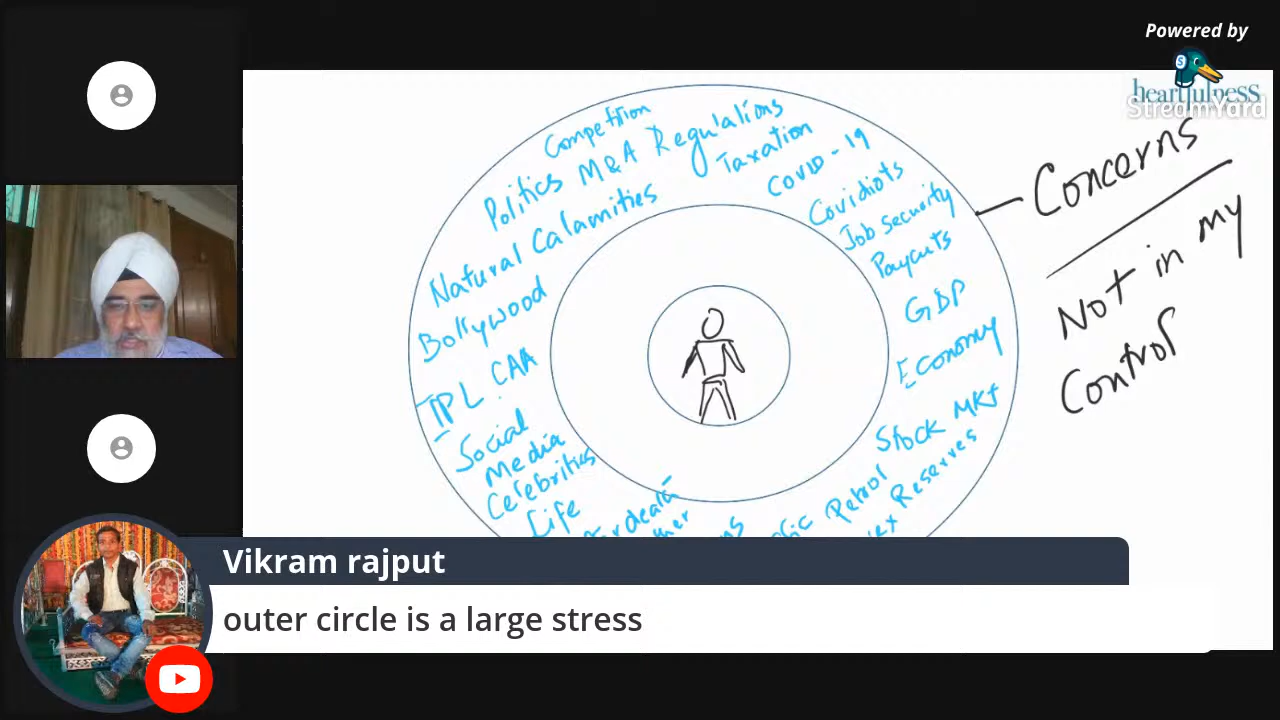 Powered by
heartfulness
StreamYard
Competition
Politics M&A Regulations
Taxation
COVID-19
Covidiots
Job Security
Paycuts
Natural Calamities
Bollywood
GDP
Economy
IPL CAA
Social
Media
Celebrities
Life
Stock MKT
Petrol
Reserves
Concerns
Not in my
Control
Vikram rajput
outer circle is a large stress